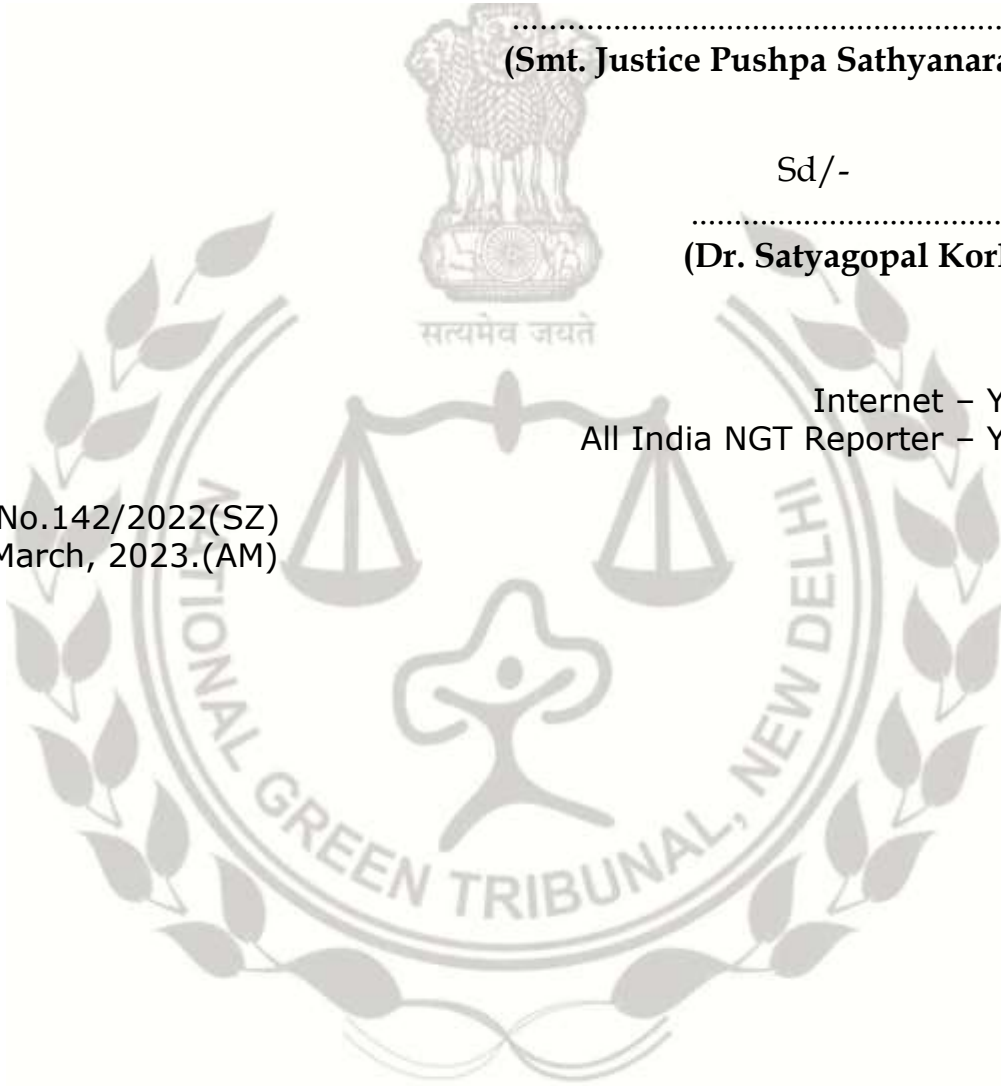 ................................................
(Smt. Justice Pushpa Sathyanara
Sd/-
................................
(Dr. Satyagopal Kor
सत्यमेव जयते
Internet – Y
All India NGT Reporter – Y
No.142/2022(SZ)
March, 2023.(AM)
NATIONAL GREEN TRIBUNAL, NEW DELHI